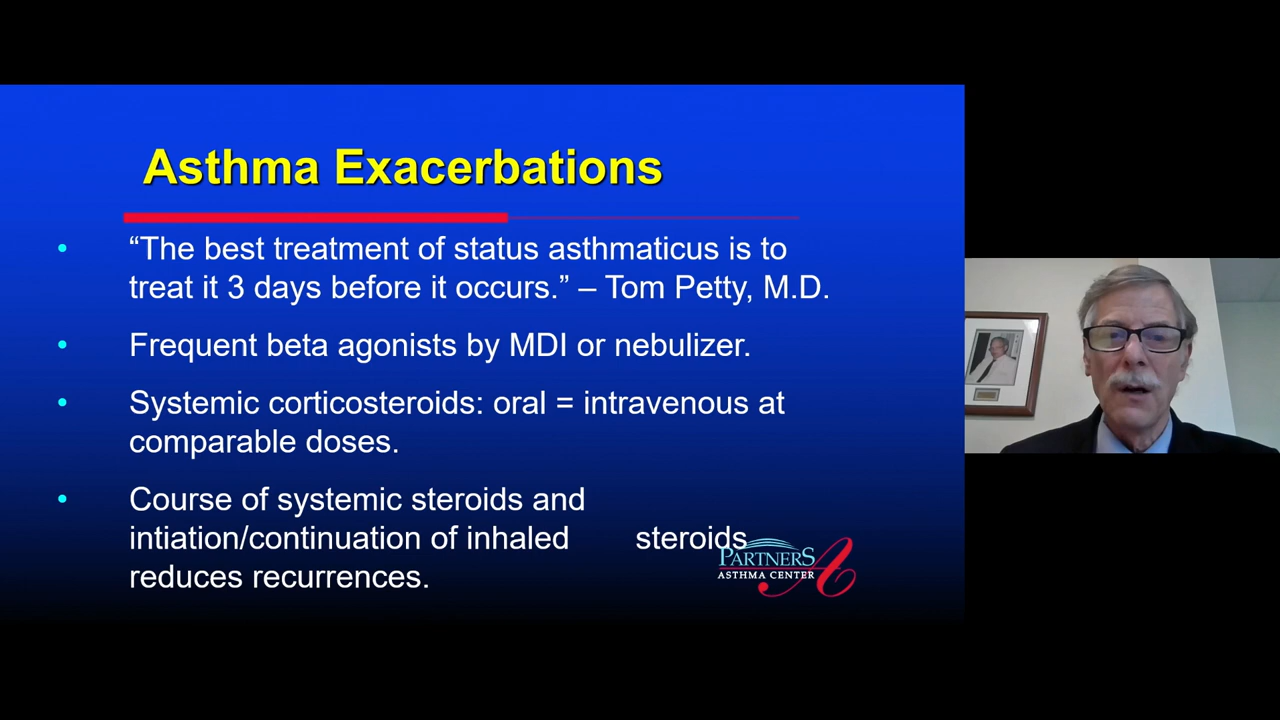 Asthma Exacerbations
• “The best treatment of status asthmaticus is to
treat it 3 days before it occurs.” – Tom Petty, M.D.
• Frequent beta agonists by MDI or nebulizer.
• Systemic corticosteroids: oral = intravenous at
comparable doses.
• Course of systemic steroids and
intiation/continuation of inhaled steroids
reduces recurrences.
PARTNERS
ASTHMA CENTER